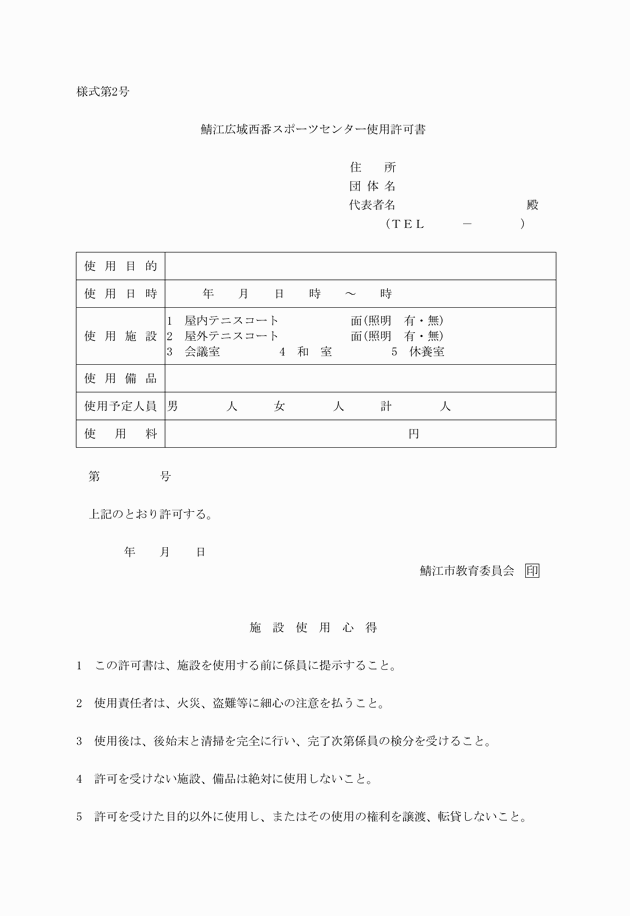 様式第2号
鯖江広域西番スポーツセンター使用許可書
住　　所
団 体 名
代表者名　　　　　　　　　　　殿
（ＴＥＬ　　　－　　　　）
使 用 目 的
使 用 日 時　　　年　　月　　日　　時　　～　　時
使 用 施 設
1　屋内テニスコート　　　　　　面(照明　有・無)
2　屋外テニスコート　　　　　　面(照明　有・無)
3　会議室　　　　　4　和　室　　　　　5　休養室
使 用 備 品
使用予定人員　男　　　　人　　　女　　　　人　　　計　　　　人
使　用　料　　　　　　　　　　円
第　　　　　号
上記のとおり許可する。
年　　月　　日
鯖江市教育委員会　印
施　設　使　用　心　得
1　この許可書は、施設を使用する前に係員に提示すること。
2　使用責任者は、火災、盗難等に細心の注意を払うこと。
3　使用後は、後始末と清掃を完全に行い、完了次第係員の検分を受けること。
4　許可を受けない施設、備品は絶対に使用しないこと。
5　許可を受けた目的以外に使用し、またはその使用の権利を譲渡、転貸しないこと。